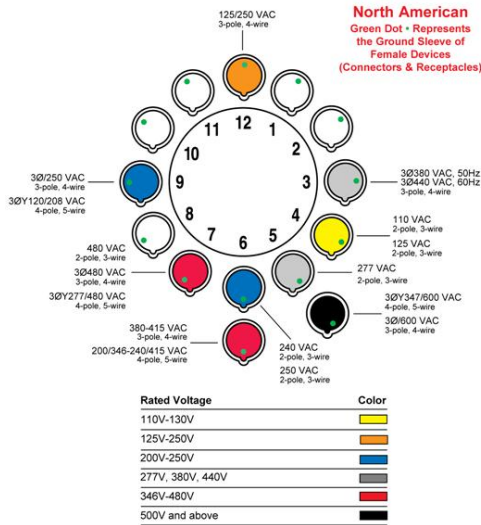 North American
Green Dot • Represents
the Ground Sleeve of
Female Devices
(Connectors & Receptacles)
125/250 VAC
3-pole, 4-wire
12
1
2
3
4
5
6
7
8
9
10
11
3Ø380 VAC, 50Hz
3Ø440 VAC, 60Hz
3-pole, 4-wire
110 VAC
2-pole, 3-wire
125 VAC
2-pole, 3-wire
277 VAC
2-pole, 3-wire
3ØY347/600 VAC
4-pole, 5-wire
3Ø/600 VAC
3-pole, 4-wire
240 VAC
2-pole, 3-wire
250 VAC
2-pole, 3-wire
380-415 VAC
3-pole, 4-wire
200/346-240/415 VAC
4-pole, 5-wire
480 VAC
2-pole, 3-wire
3Ø480 VAC
3-pole, 4-wire
3ØY277/480 VAC
4-pole, 5-wire
3Ø/250 VAC
3-pole, 4-wire
3ØY120/208 VAC
4-pole, 5-wire
Rated Voltage Color
110V-130V
125V-250V
200V-250V
277V, 380V, 440V
346V-480V
500V and above